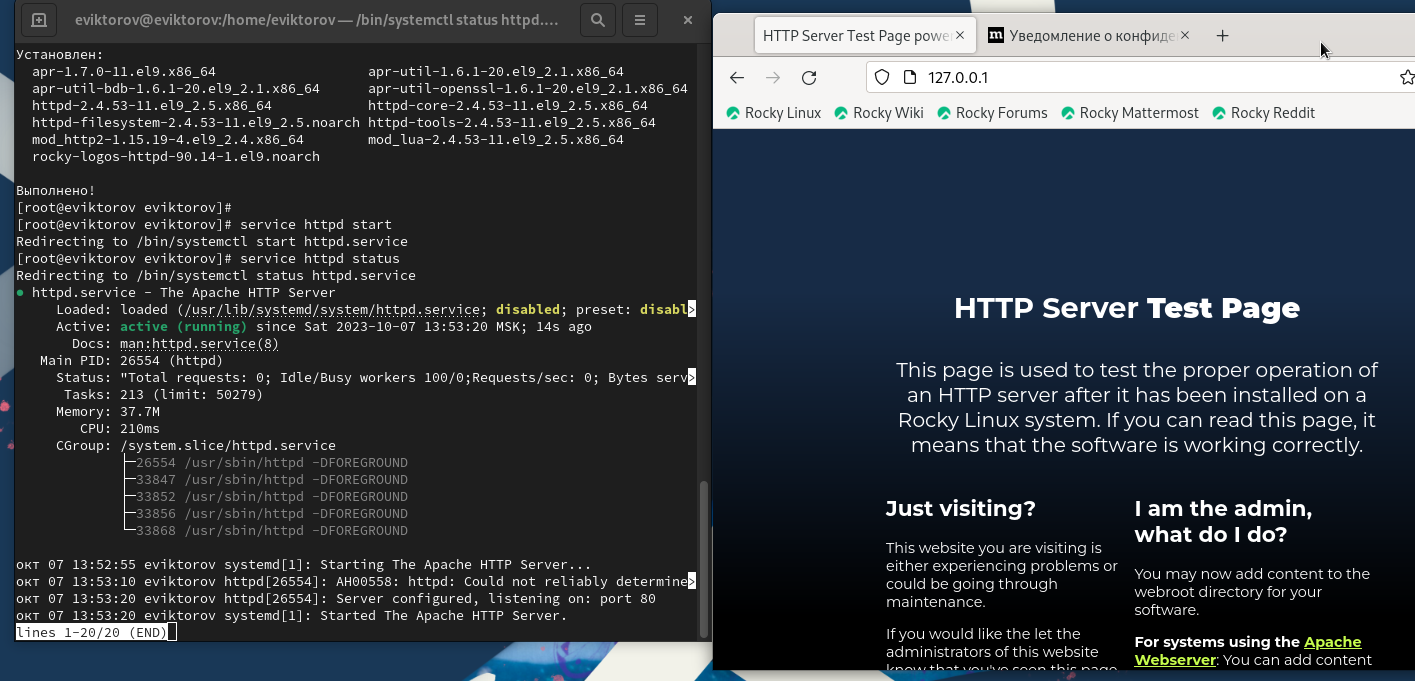 eviktorov@eviktorov:/home/eviktorov — /bin/systemctl status httpd....
Установлен:
apr-1.7.0-11.el9.x86_64 apr-util-1.6.1-20.el9_2.1.x86_64
apr-util-bdb-1.6.1-20.el9_2.1.x86_64 apr-util-openssl-1.6.1-20.el9_2.1.x86_64
httpd-2.4.53-11.el9_2.5.x86_64 httpd-core-2.4.53-11.el9_2.5.x86_64
httpd-filesystem-2.4.53-11.el9_2.5.noarch httpd-tools-2.4.53-11.el9_2.5.x86_64
mod_http2-1.15.19-4.el9_2.4.x86_64 mod_lua-2.4.53-11.el9_2.5.x86_64
rocky-logos-httpd-90.14-1.el9.noarch
Выполнено!
[root@eviktorov eviktorov]#
[root@eviktorov eviktorov]# service httpd start
Redirecting to /bin/systemctl start httpd.service
[root@eviktorov eviktorov]# service httpd status
Redirecting to /bin/systemctl status httpd.service
● httpd.service - The Apache HTTP Server
Loaded: loaded (/usr/lib/systemd/system/httpd.service; disabled; preset: disabl>
Active: active (running) since Sat 2023-10-07 13:53:20 MSK; 14s ago
Docs: man:httpd.service(8)
Main PID: 26554 (httpd)
Status: "Total requests: 0; Idle/Busy workers 100/0;Requests/sec: 0; Bytes serv>
Tasks: 213 (limit: 50279)
Memory: 37.7M
CPU: 210ms
CGroup: /system.slice/httpd.service
├─26554 /usr/sbin/httpd -DFOREGROUND
├─33847 /usr/sbin/httpd -DFOREGROUND
├─33852 /usr/sbin/httpd -DFOREGROUND
├─33856 /usr/sbin/httpd -DFOREGROUND
└─33868 /usr/sbin/httpd -DFOREGROUND
окт 07 13:52:55 eviktorov systemd[1]: Starting The Apache HTTP Server...
окт 07 13:53:10 eviktorov httpd[26554]: AH00558: httpd: Could not reliably determine>
окт 07 13:53:20 eviktorov httpd[26554]: Server configured, listening on: port 80
окт 07 13:53:20 eviktorov systemd[1]: Started The Apache HTTP Server.
lines 1-20/20 (END)
HTTP Server Test Page powe
m Уведомление о конфиде
127.0.0.1
Rocky Linux Rocky Wiki Rocky Forums Rocky Mattermost Rocky Reddit
HTTP Server Test Page
This page is used to test the proper operation of
an HTTP server after it has been installed on a
Rocky Linux system. If you can read this page, it
means that the software is working correctly.
Just visiting?
This website you are visiting is
either experiencing problems or
could be going through
maintenance.
If you would like the let the
administrators of this website
know that you've seen this page
I am the admin,
what do I do?
You may now add content to the
webroot directory for your
software.
For systems using the Apache
Webserver: You can add content